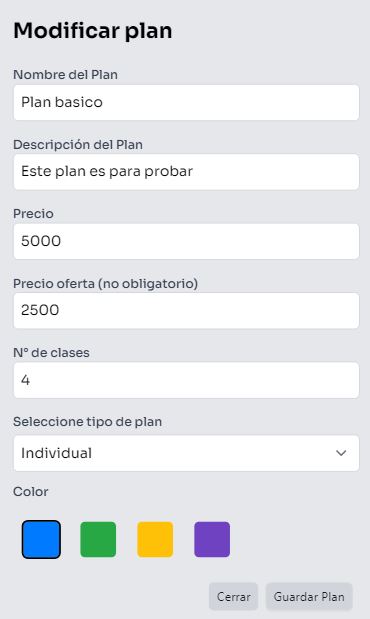 Modificar plan
Nombre del Plan
Plan basico
Descripción del Plan
Este plan es para probar
Precio
5000
Precio oferta (no obligatorio)
2500
N° de clases
4
Seleccione tipo de plan
Individual
Color
Cerrar Guardar Plan